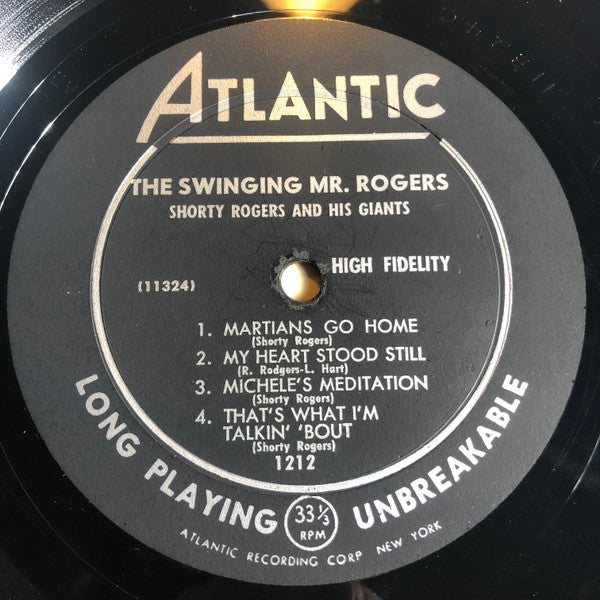 ATLANTIC
THE SWINGING MR. ROGERS
SHORTY ROGERS AND HIS GIANTS
HIGH FIDELITY
(11324)
1. MARTIANS GO HOME
(Shorty Rogers)
2. MY HEART STOOD STILL
(R. Rodgers-L. Hart)
3. MICHELE'S MEDITATION
(Shorty Rogers)
4. THAT'S WHAT I'M
TALKIN' 'BOUT
(Shorty Rogers)
1212
LONG PLAYING 33 1/3 RPM UNBREAKABLE
ATLANTIC RECORDING CORP NEW YORK